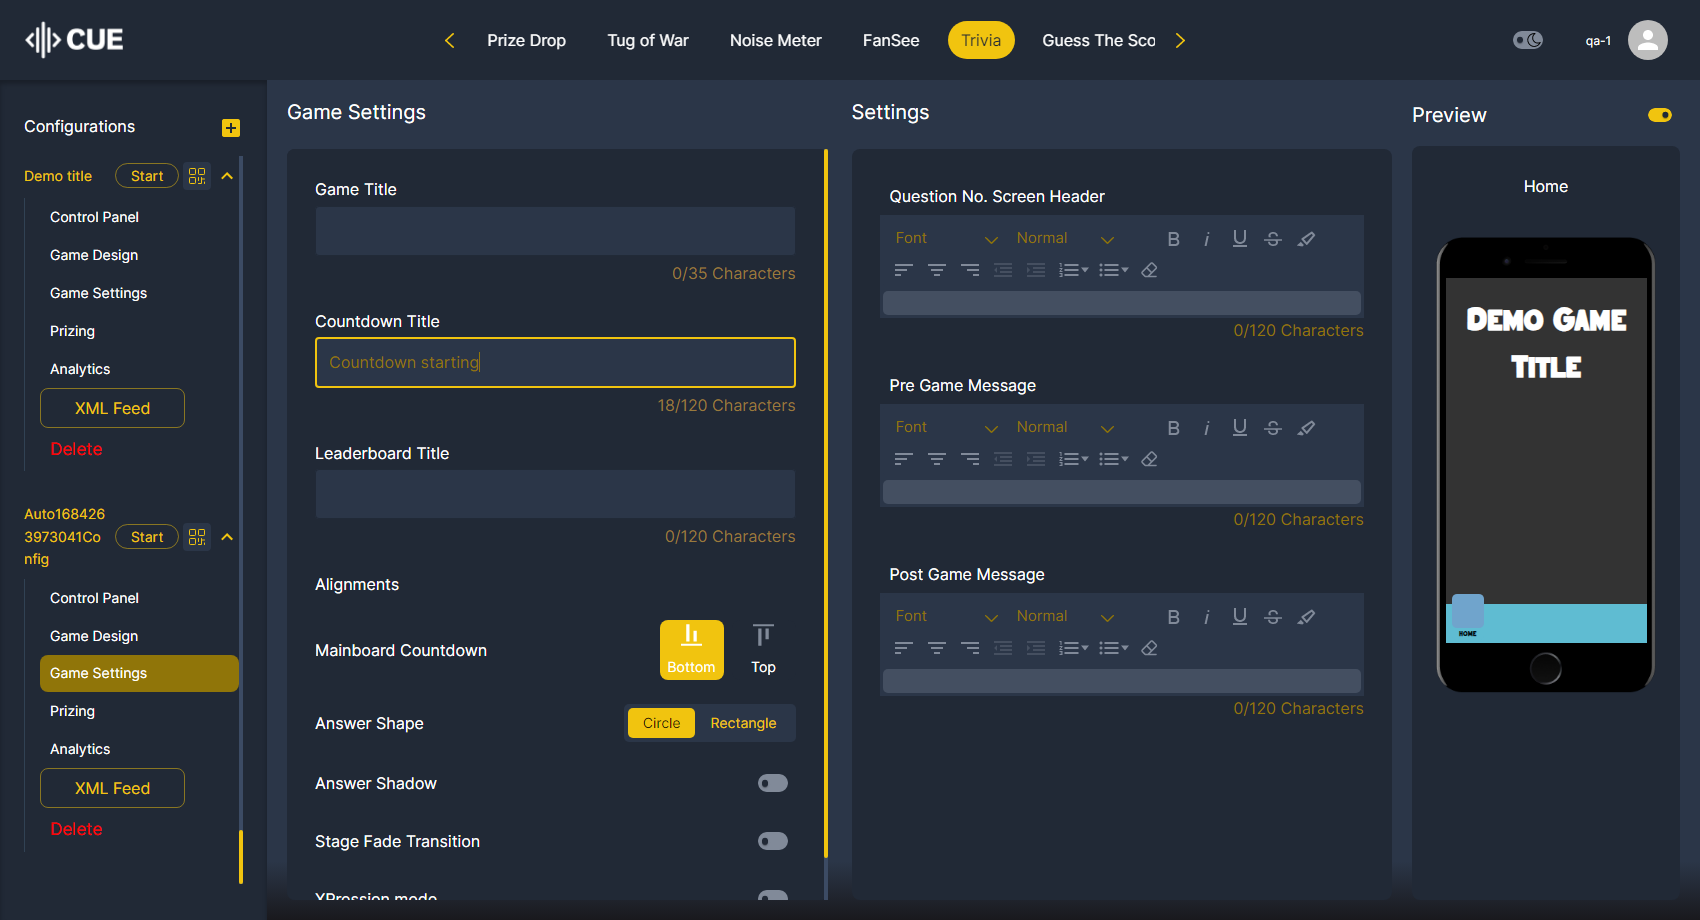 CUE
Prize Drop
Tug of War
Noise Meter
FanSee
Trivia
Guess The Sco
qa-1
Configurations
Demo title
Start
Control Panel
Game Design
Game Settings
Prizing
Analytics
XML Feed
Delete
Auto168426
3973041Co
nfig
Start
Control Panel
Game Design
Game Settings
Prizing
Analytics
XML Feed
Delete
Game Settings
Game Title
0/35 Characters
Countdown Title
Countdown starting
18/120 Characters
Leaderboard Title
0/120 Characters
Alignments
Mainboard Countdown
Bottom
Top
Answer Shape
Circle
Rectangle
Answer Shadow
Stage Fade Transition
XPression mode
Settings
Question No. Screen Header
Font
Normal
B i U S
0/120 Characters
Pre Game Message
Font
Normal
B i U S
0/120 Characters
Post Game Message
Font
Normal
B i U S
0/120 Characters
Preview
Home
Demo Game
Title
HOME